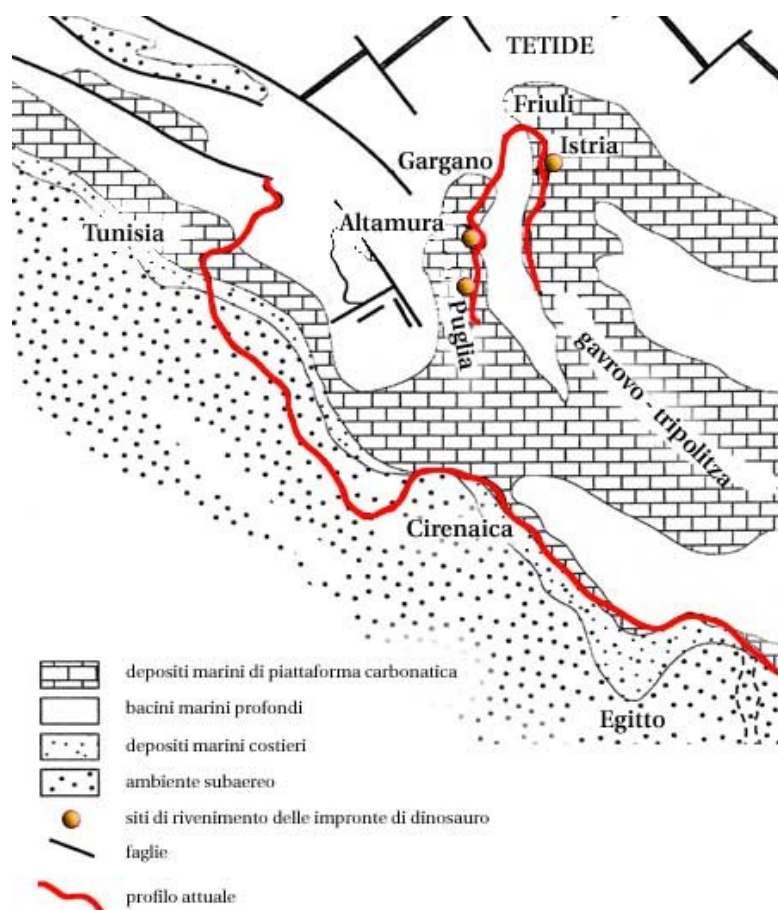 TETIDE
Friuli
Istria
Gargano
Altamura
Tunisia
Puglia
gavrovo - tripolitza
Cirenaica
Egitto
depositi marini di piattaforma carbonatica
bacini marini profondi
depositi marini costieri
ambiente subaereo
siti di rivenimento delle impronte di dinosauro
faglie
profilo attuale